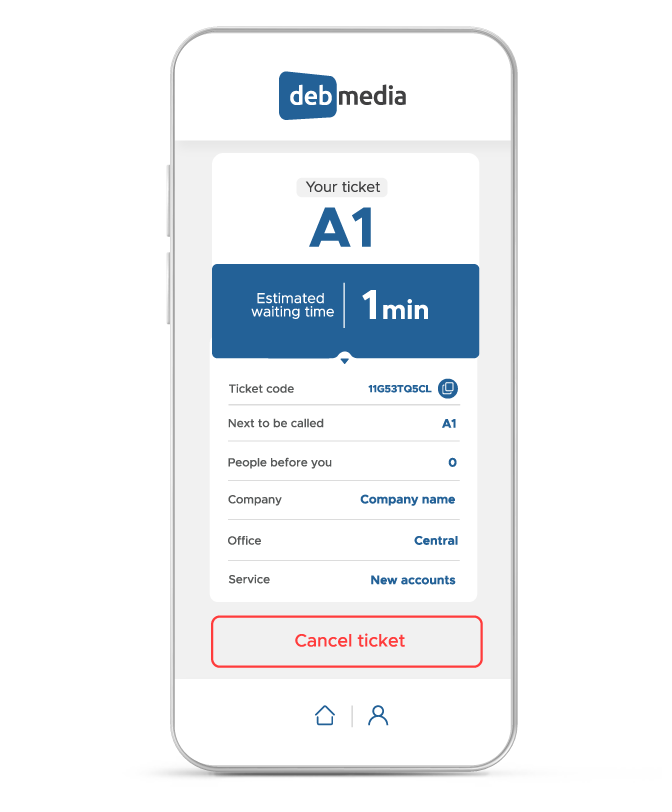 debmedia
Your ticket
A1
Estimated
waiting time
1min
Ticket code 11G53TQ5CL
Next to be called A1
People before you 0
Company Company name
Office Central
Service New accounts
Cancel ticket